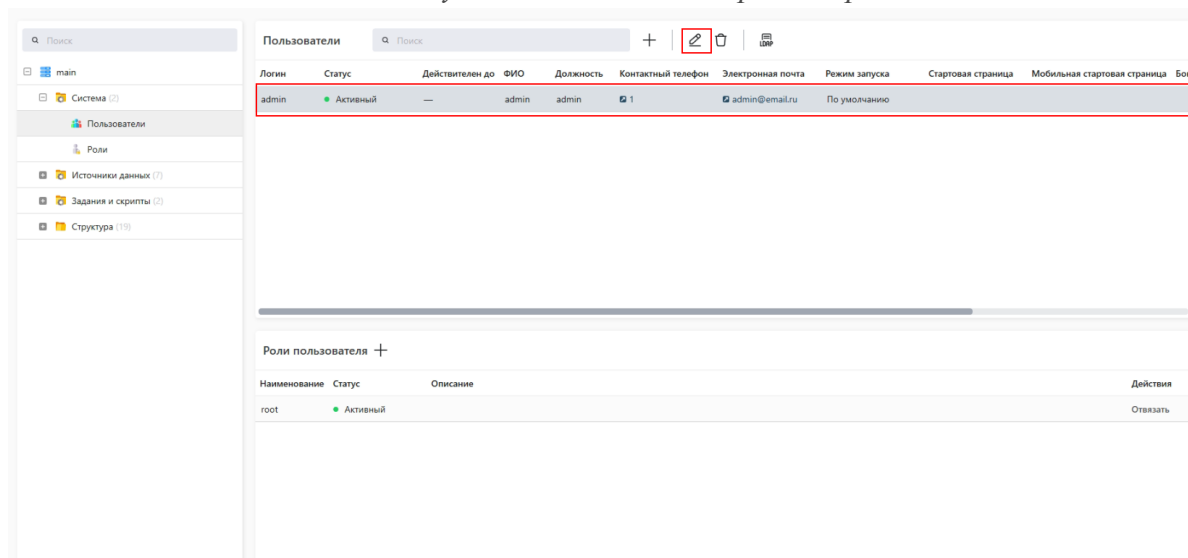 Поиск
main
Система (2)
Пользователи
Роли
Источники данных (7)
Задания и скрипты (2)
Структура (19)
Пользователи Поиск LDAP
Логин Статус Действителен до ФИО Должность Контактный телефон Электронная почта Режим запуска Стартовая страница Мобильная стартовая страница
admin Активный — admin admin 1 admin@email.ru По умолчанию
Роли пользователя
Наименование Статус Описание Действия
root Активный Отвязать